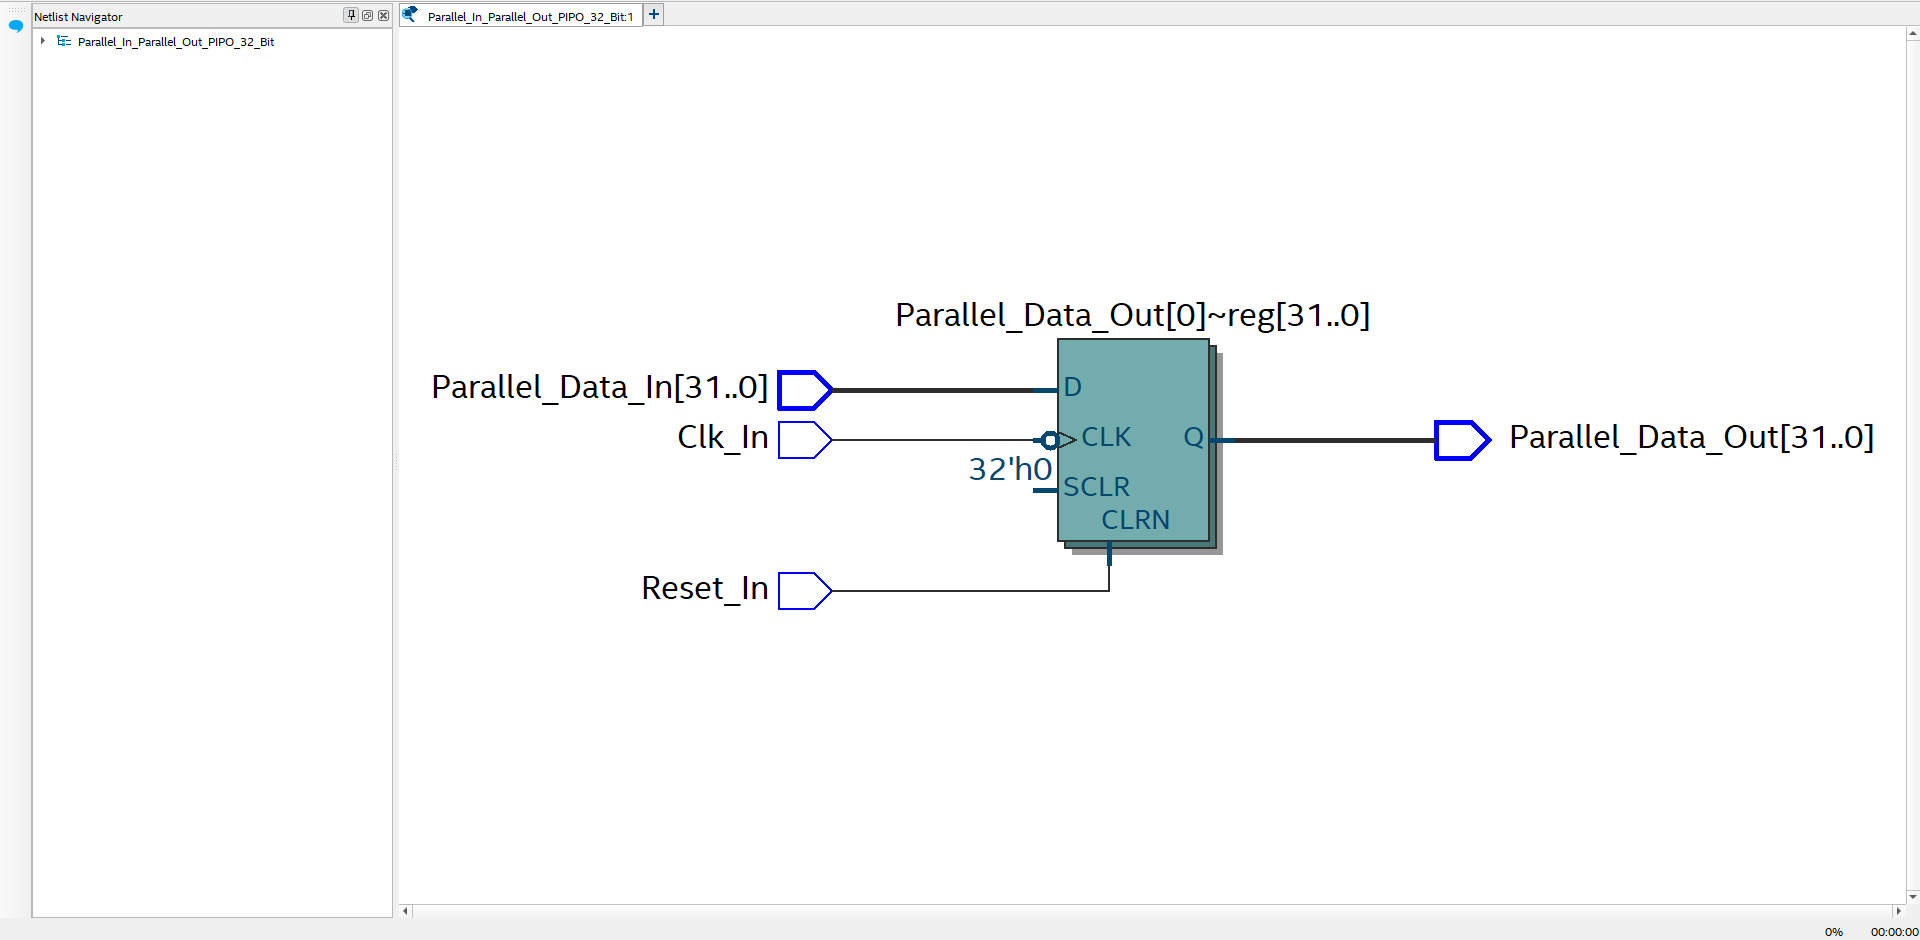 Netlist Navigator
Parallel_In_Parallel_Out_PIPO_32_Bit:1
Parallel_In_Parallel_Out_PIPO_32_Bit
Parallel_Data_Out[0]~reg[31..0]
Parallel_Data_In[31..0]
D
Clk_In
CLK
Q
Parallel_Data_Out[31..0]
32'h0
SCLR
CLRN
Reset_In
0%
00:00:00